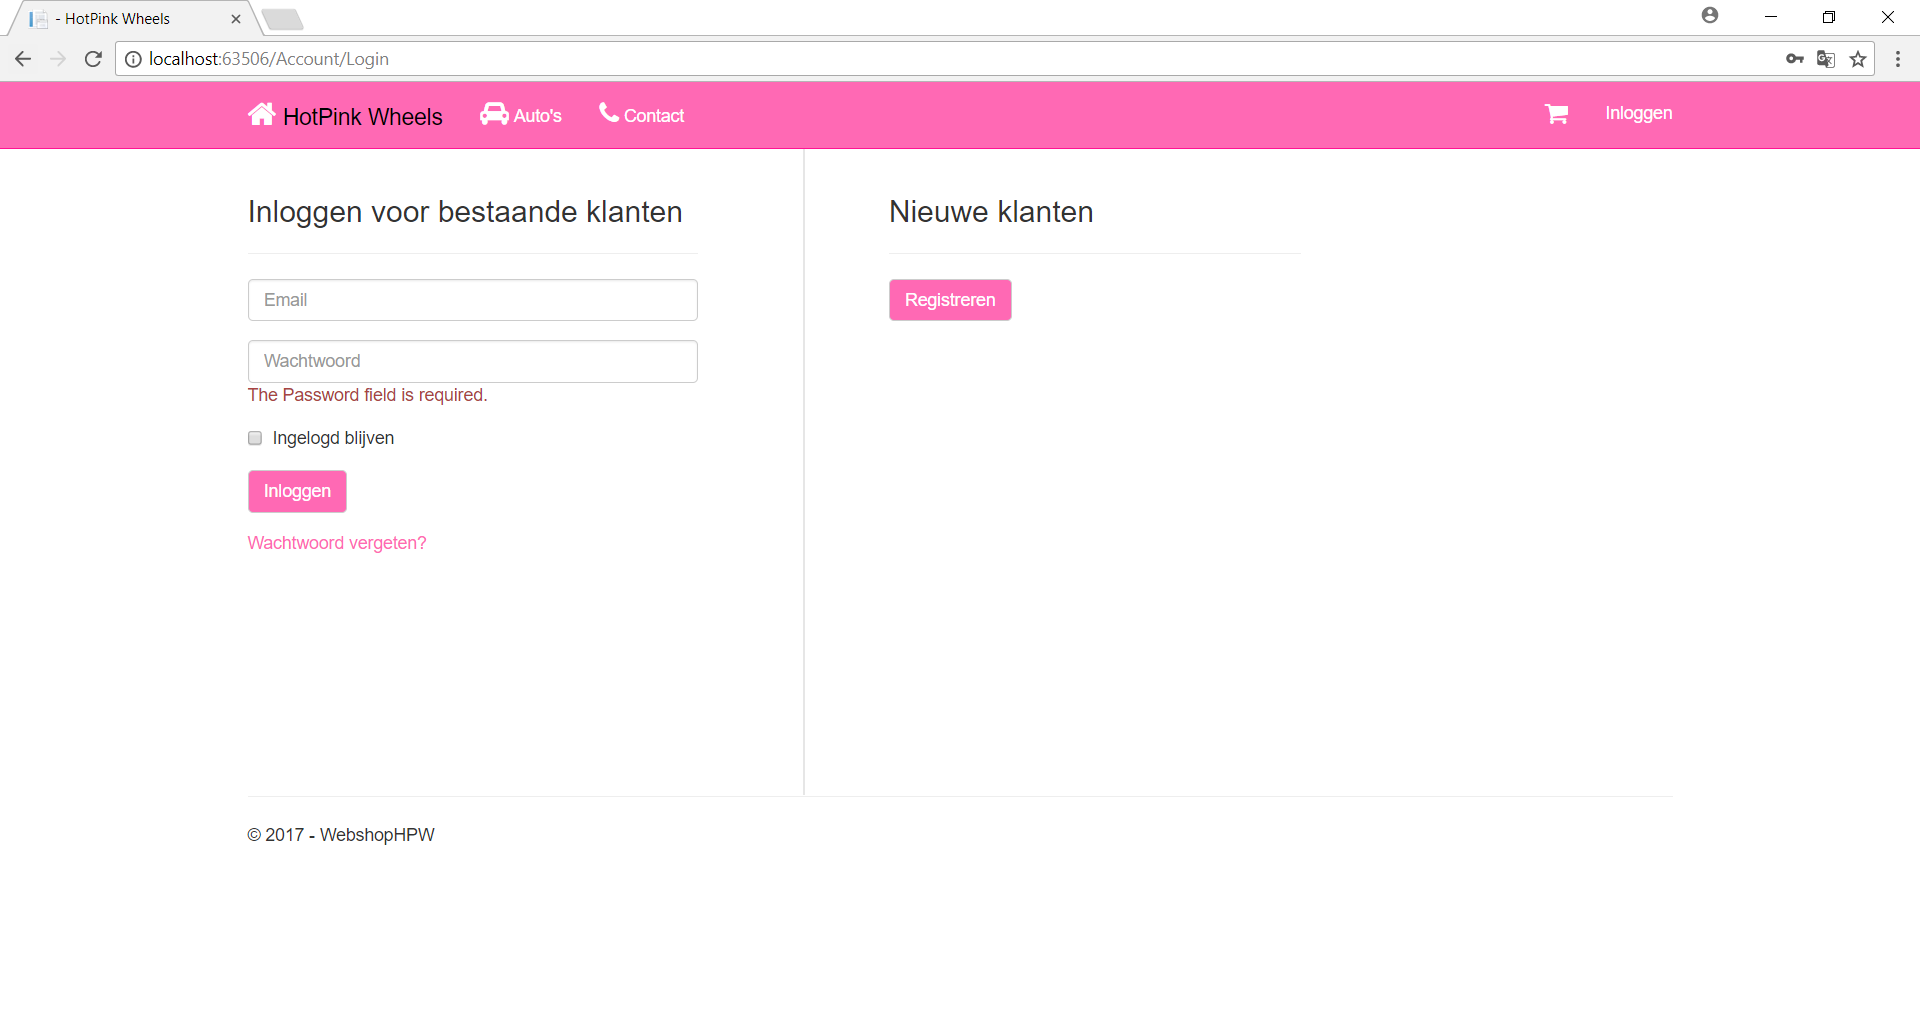 - HotPink Wheels
localhost:63506/Account/Login
HotPink Wheels Auto's Contact Inloggen
Inloggen voor bestaande klanten
Email
Wachtwoord
The Password field is required.
Ingelogd blijven
Inloggen
Wachtwoord vergeten?
Nieuwe klanten
Registreren
© 2017 - WebshopHPW